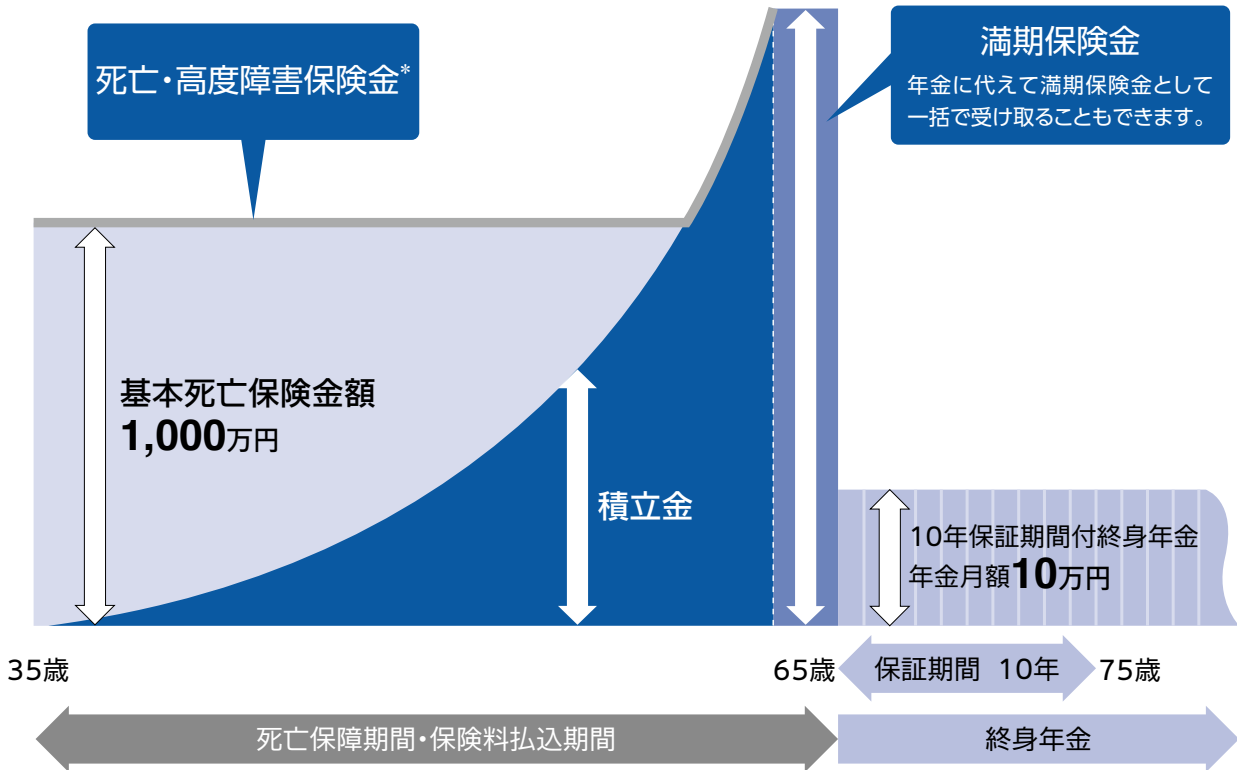 死亡・高度障害保険金*
満期保険金
年金に代えて満期保険金として
一括で受け取ることもできます。
基本死亡保険金額
1,000万円
積立金
10年保証期間付終身年金
年金月額10万円
35歳
65歳
保証期間 10年
75歳
死亡保障期間・保険料払込期間
終身年金